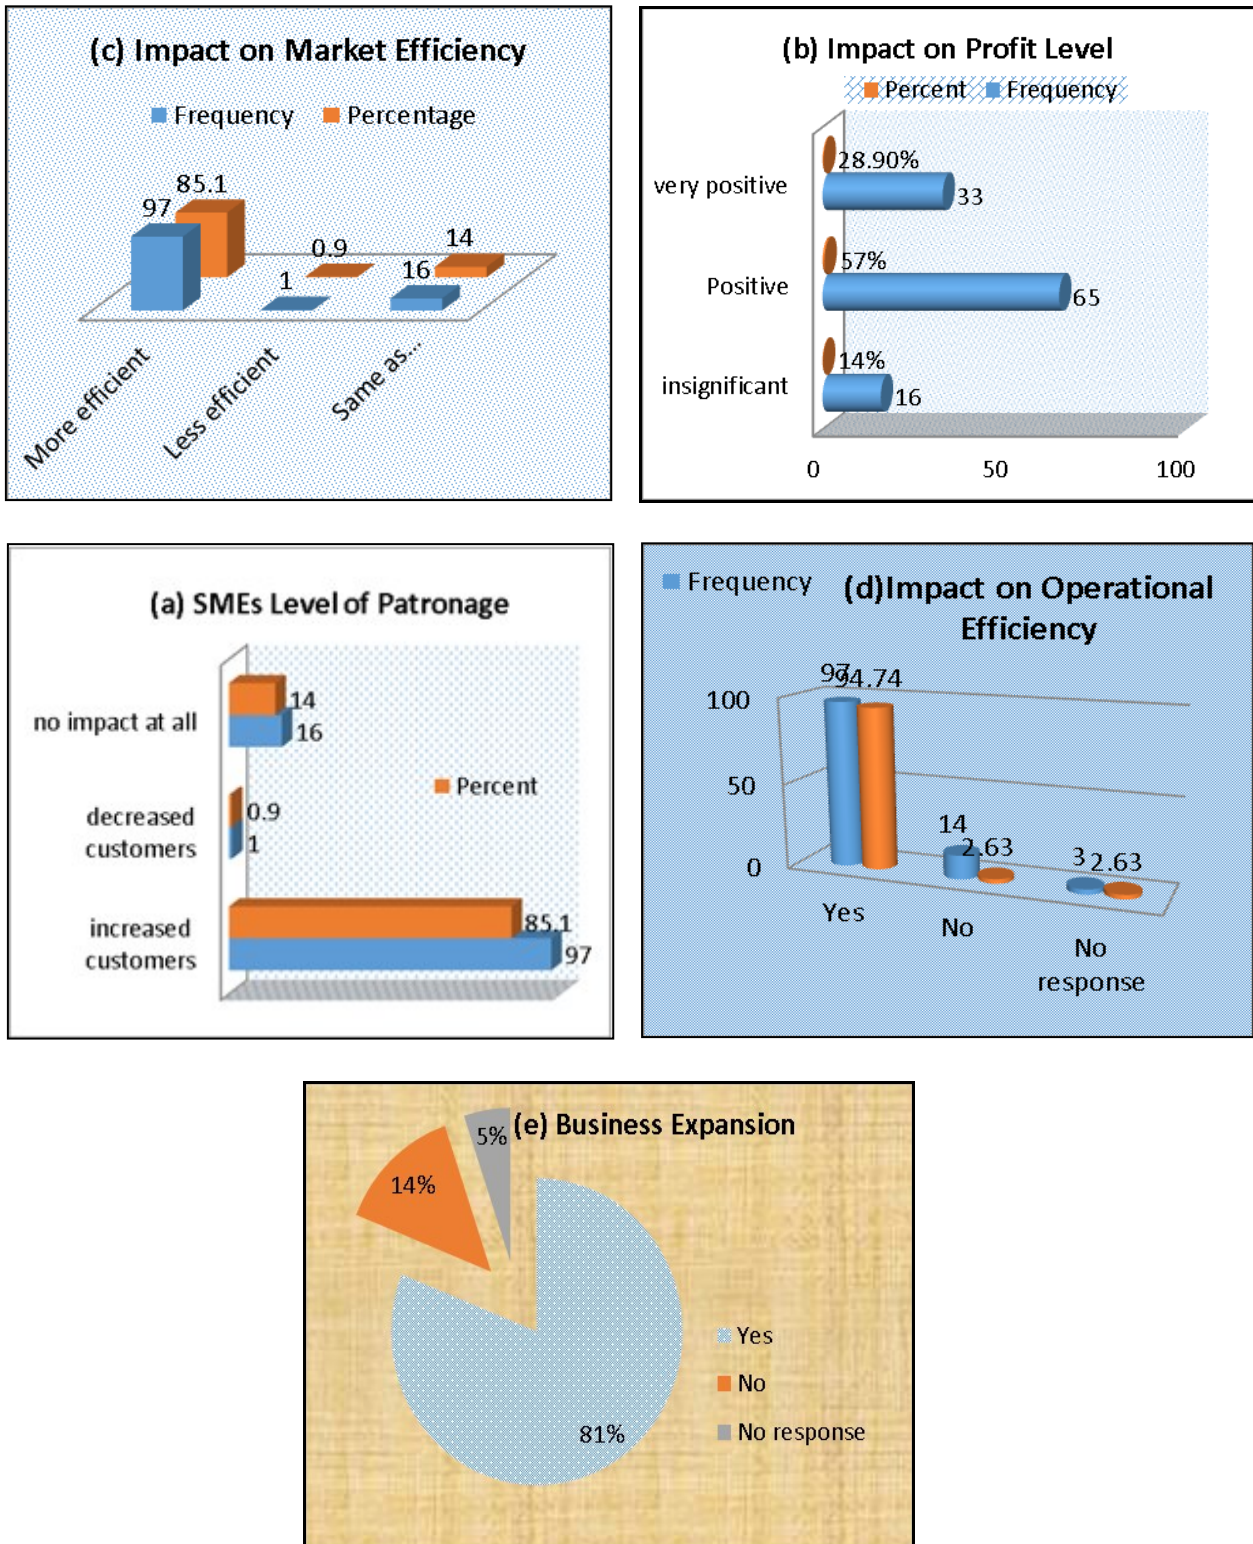 (c) Impact on Market Efficiency
Frequency Percentage
97
85.1
1
0.9
16
14
More efficient
Less efficient
Same as...
(b) Impact on Profit Level
Percent Frequency
very positive
28.90%
33
Positive
57%
65
insignificant
14%
16
0 50 100
(a) SMEs Level of Patronage
no impact at all
14
16
Percent
decreased
customers
0.9
1
increased
customers
85.1
97
Frequency
(d)Impact on Operational
Efficiency
100
50
0
97
94.74
14
2.63
3
2.63
Yes
No
No
response
(e) Business Expansion
5%
14%
81%
Yes
No
No response